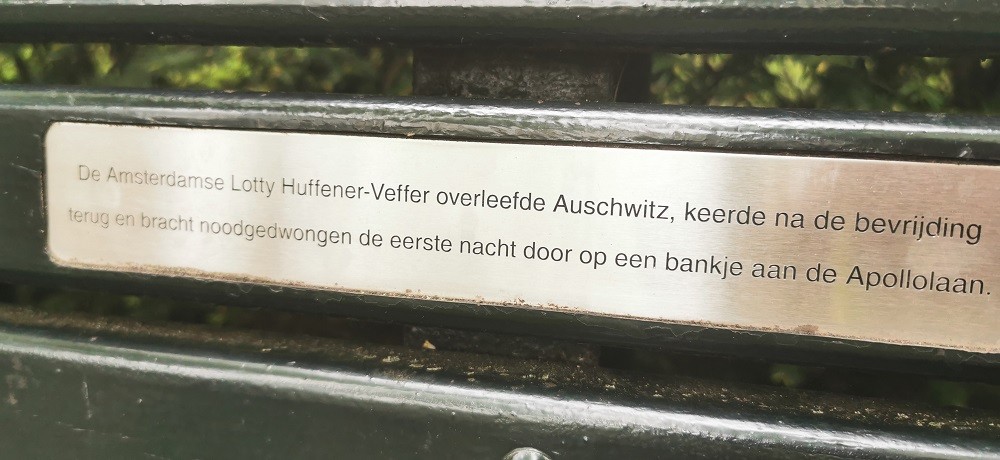 De Amsterdamse Lotty Huffener-Veffer overleefde Auschwitz, keerde na de bevrijding
terug en bracht noodgedwongen de eerste nacht door op een bankje aan de Apollolaan.